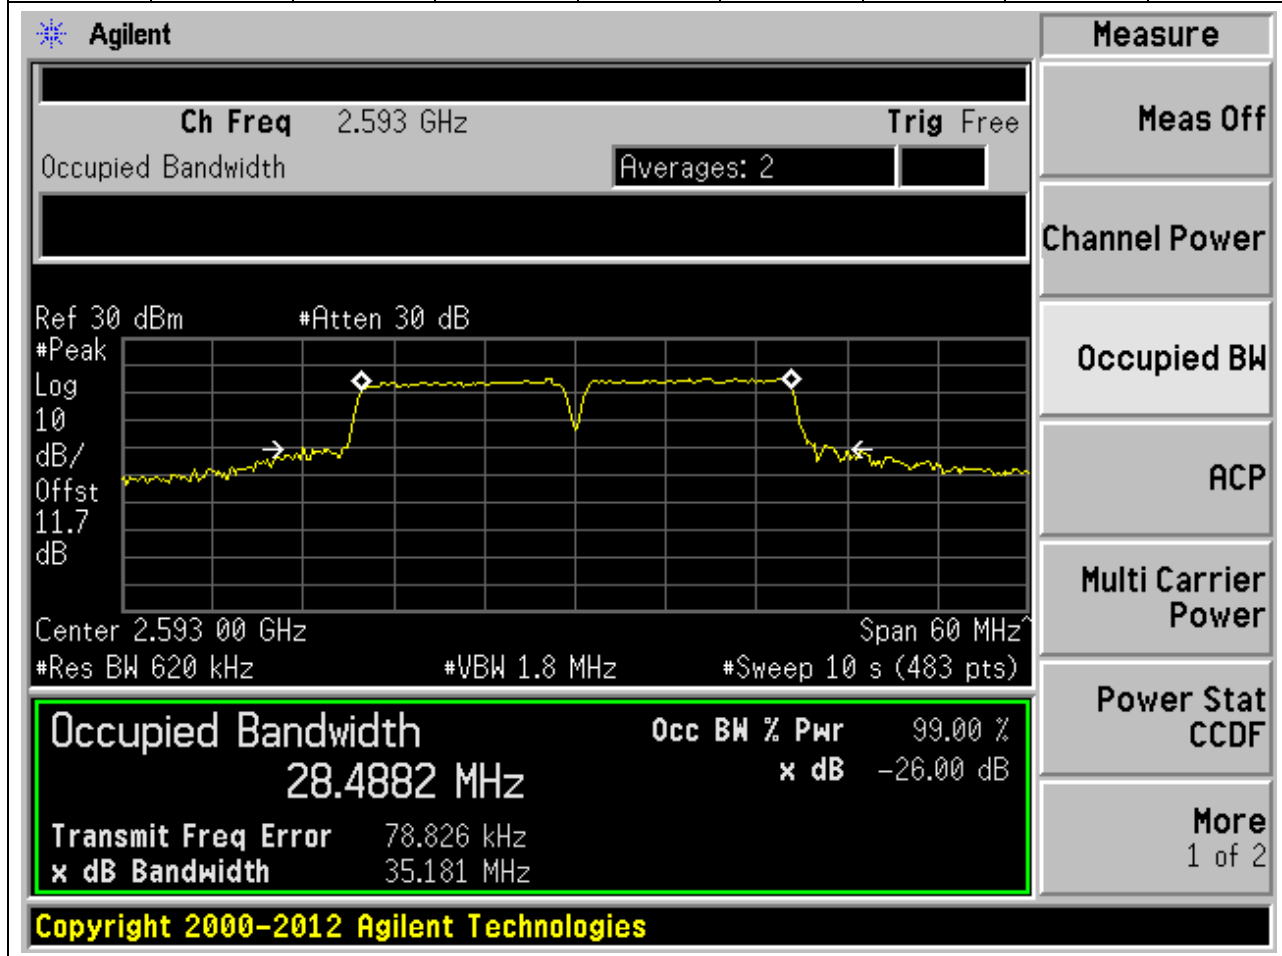 Agilent
Measure
Ch Freq 2.593 GHz Trig Free
Occupied Bandwidth Averages: 2
Meas Off
Channel Power
Occupied BW
ACP
Multi Carrier
Power
Power Stat
CCDF
More
1 of 2
Ref 30 dBm #Atten 30 dB
#Peak
Log
10
dB/
Offst
11.7
dB
Center 2.593 00 GHz Span 60 MHz^
#Res BW 620 kHz #VBW 1.8 MHz #Sweep 10 s (483 pts)
Occupied Bandwidth Occ BW % Pwr 99.00 %
28.4882 MHz x dB -26.00 dB
Transmit Freq Error 78.826 kHz
x dB Bandwidth 35.181 MHz
Copyright 2000-2012 Agilent Technologies